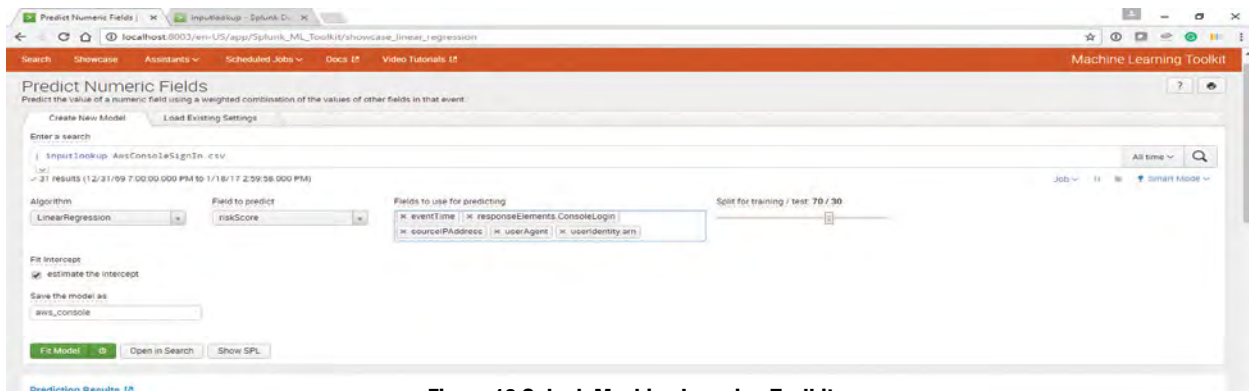 Predict Numeric Fields | ×
inputlookup - Splunk D ×
localhost:8003/en-US/app/Splunk_ML_Toolkit/showcase_linear_regression
Search Showcase Assistants Scheduled Jobs Docs Video Tutorials Machine Learning Toolkit
Predict Numeric Fields ?
Predict the value of a numeric field using a weighted combination of the values of other fields in that event.
Create New Model Load Existing Settings
Enter a search
| inputlookup AwsConsoleSignIn.csv All time
✓ 31 results (12/31/69 7:00:00.000 PM to 1/18/17 2:59:58.000 PM) Job Smart Mode
Algorithm Field to predict Fields to use for predicting Split for training / test: 70 / 30
LinearRegression riskScore × eventTime × responseElements.ConsoleLogin
× sourceIPAddress × userAgent × userIdentity.arn
Fit Intercept
estimate the intercept
Save the model as
aws_console
Fit Model Open in Search Show SPL
Prediction Results